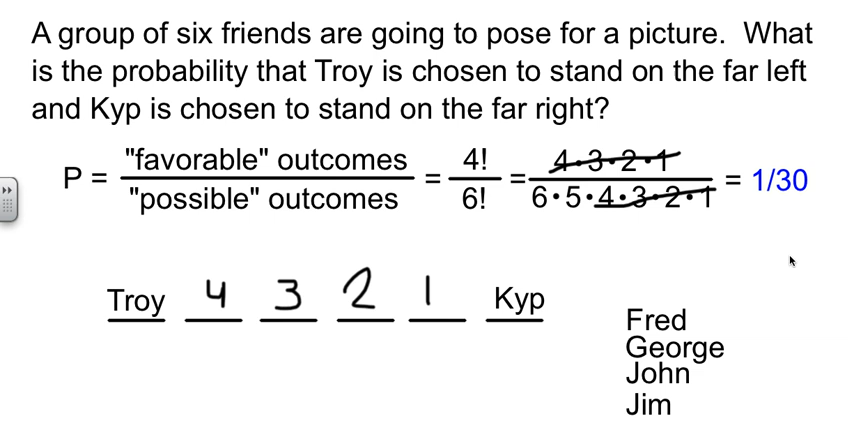 A group of six friends are going to pose for a picture. What
is the probability that Troy is chosen to stand on the far left
and Kyp is chosen to stand on the far right?
P = "favorable" outcomes / "possible" outcomes = 4! / 6! = 4•3•2•1 / 6•5•4•3•2•1 = 1/30
Troy 4 3 2 1 Kyp
Fred
George
John
Jim